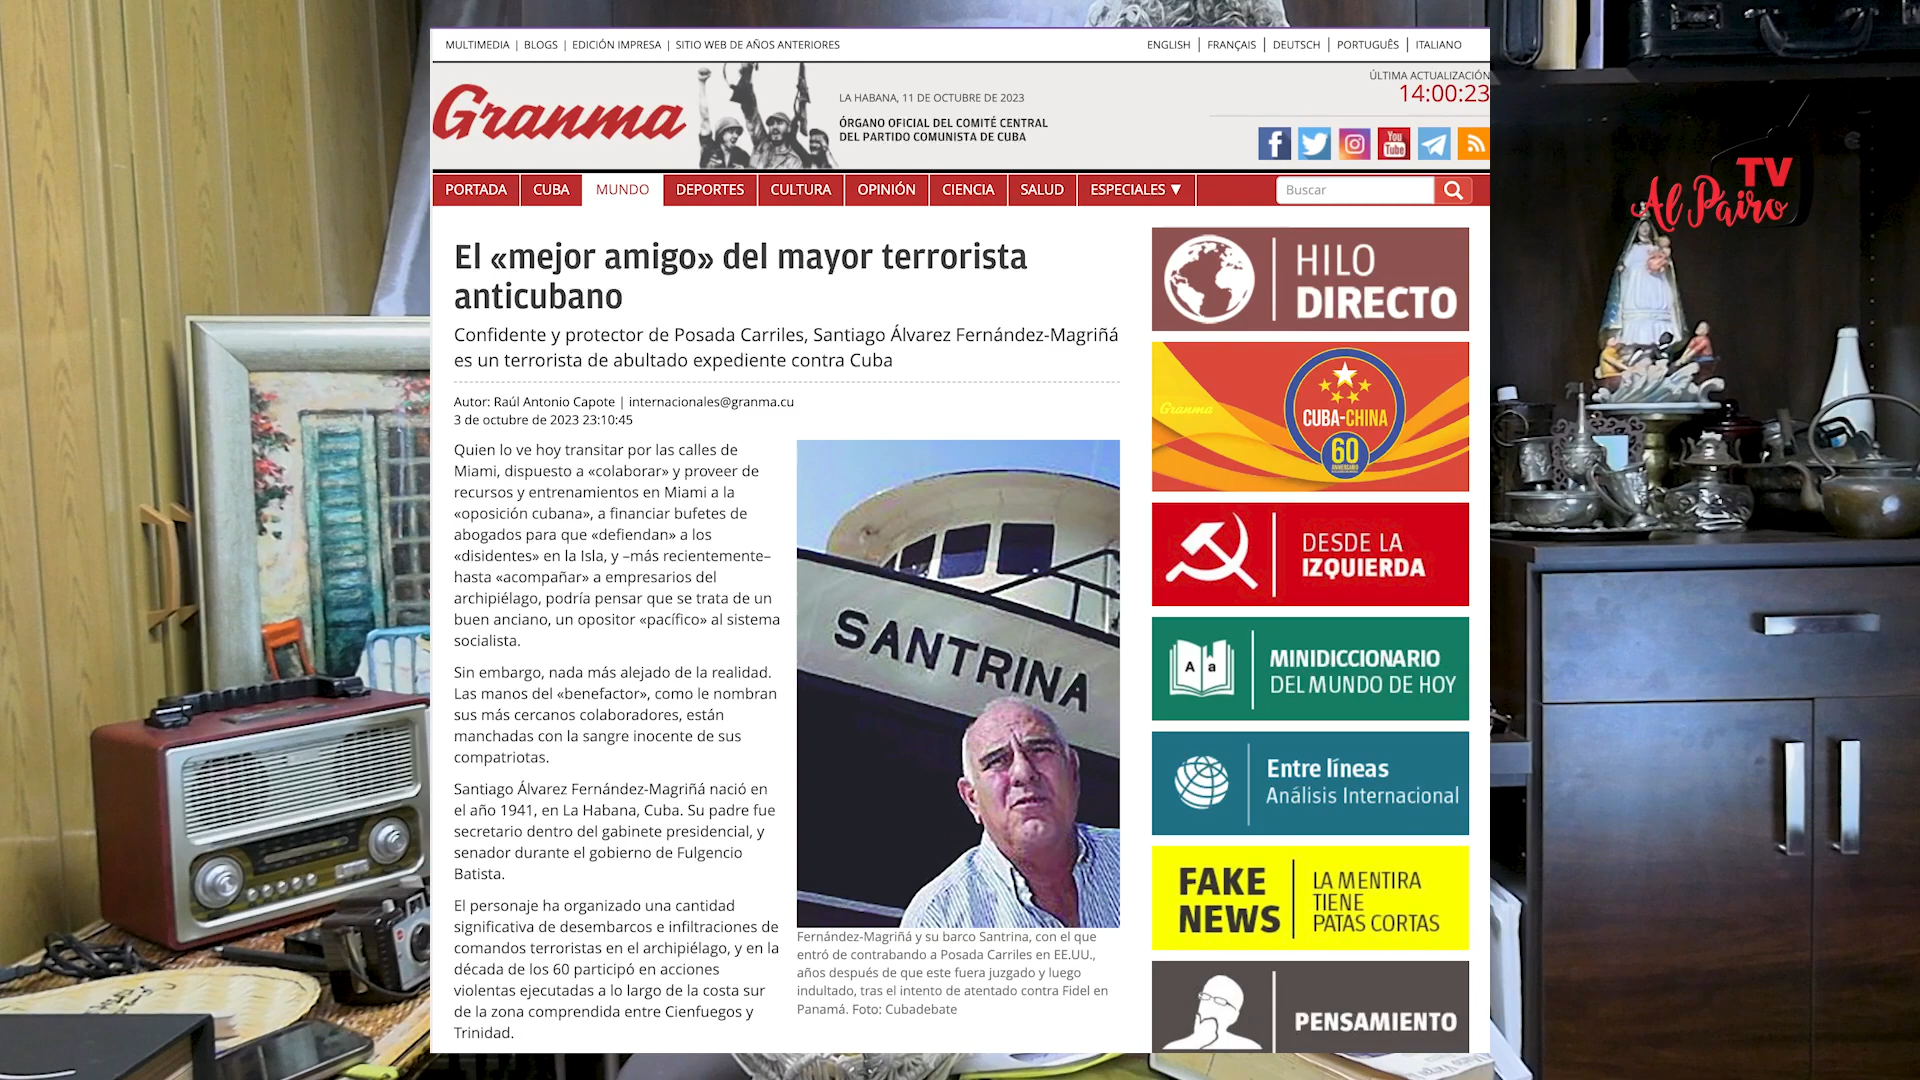 MULTIMEDIA | BLOGS | EDICIÓN IMPRESA | SITIO WEB DE AÑOS ANTERIORES
ENGLISH | FRANÇAIS | DEUTSCH | PORTUGUÊS | ITALIANO
Granma
LA HABANA, 11 DE OCTUBRE DE 2023
ÓRGANO OFICIAL DEL COMITÉ CENTRAL
DEL PARTIDO COMUNISTA DE CUBA
ÚLTIMA ACTUALIZACIÓN
14:00:23
You
Tube
PORTADA CUBA MUNDO DEPORTES CULTURA OPINIÓN CIENCIA SALUD ESPECIALES ▼
Buscar
TV
Al Pairo
El «mejor amigo» del mayor terrorista
anticubano
Confidente y protector de Posada Carriles, Santiago Álvarez Fernández-Magriñá
es un terrorista de abultado expediente contra Cuba
Autor: Raúl Antonio Capote | internacionales@granma.cu
3 de octubre de 2023 23:10:45
Quien lo ve hoy transitar por las calles de
Miami, dispuesto a «colaborar» y proveer de
recursos y entrenamientos en Miami a la
«oposición cubana», a financiar bufetes de
abogados para que «defiendan» a los
«disidentes» en la Isla, y –más recientemente–
hasta «acompañar» a empresarios del
archipiélago, podría pensar que se trata de un
buen anciano, un opositor «pacífico» al sistema
socialista.
Sin embargo, nada más alejado de la realidad.
Las manos del «benefactor», como le nombran
sus más cercanos colaboradores, están
manchadas con la sangre inocente de sus
compatriotas.
Santiago Álvarez Fernández-Magriñá nació en
el año 1941, en La Habana, Cuba. Su padre fue
secretario dentro del gabinete presidencial, y
senador durante el gobierno de Fulgencio
Batista.
El personaje ha organizado una cantidad
significativa de desembarcos e infiltraciones de
comandos terroristas en el archipiélago, y en la
década de los 60 participó en acciones
violentas ejecutadas a lo largo de la costa sur
de la zona comprendida entre Cienfuegos y
Trinidad.
SANTRINA
Fernández-Magriñá y su barco Santrina, con el que
entró de contrabando a Posada Carriles en EE.UU.,
años después de que este fuera juzgado y luego
indultado, tras el intento de atentado contra Fidel en
Panamá. Foto: Cubadebate
HILO
DIRECTO
Granma
CUBA-CHINA
60
ANIVERSARIO
DESDE LA
IZQUIERDA
A a
MINIDICCIONARIO
DEL MUNDO DE HOY
Entre líneas
Análisis Internacional
FAKE
NEWS
LA MENTIRA
TIENE
PATAS CORTAS
PENSAMIENTO